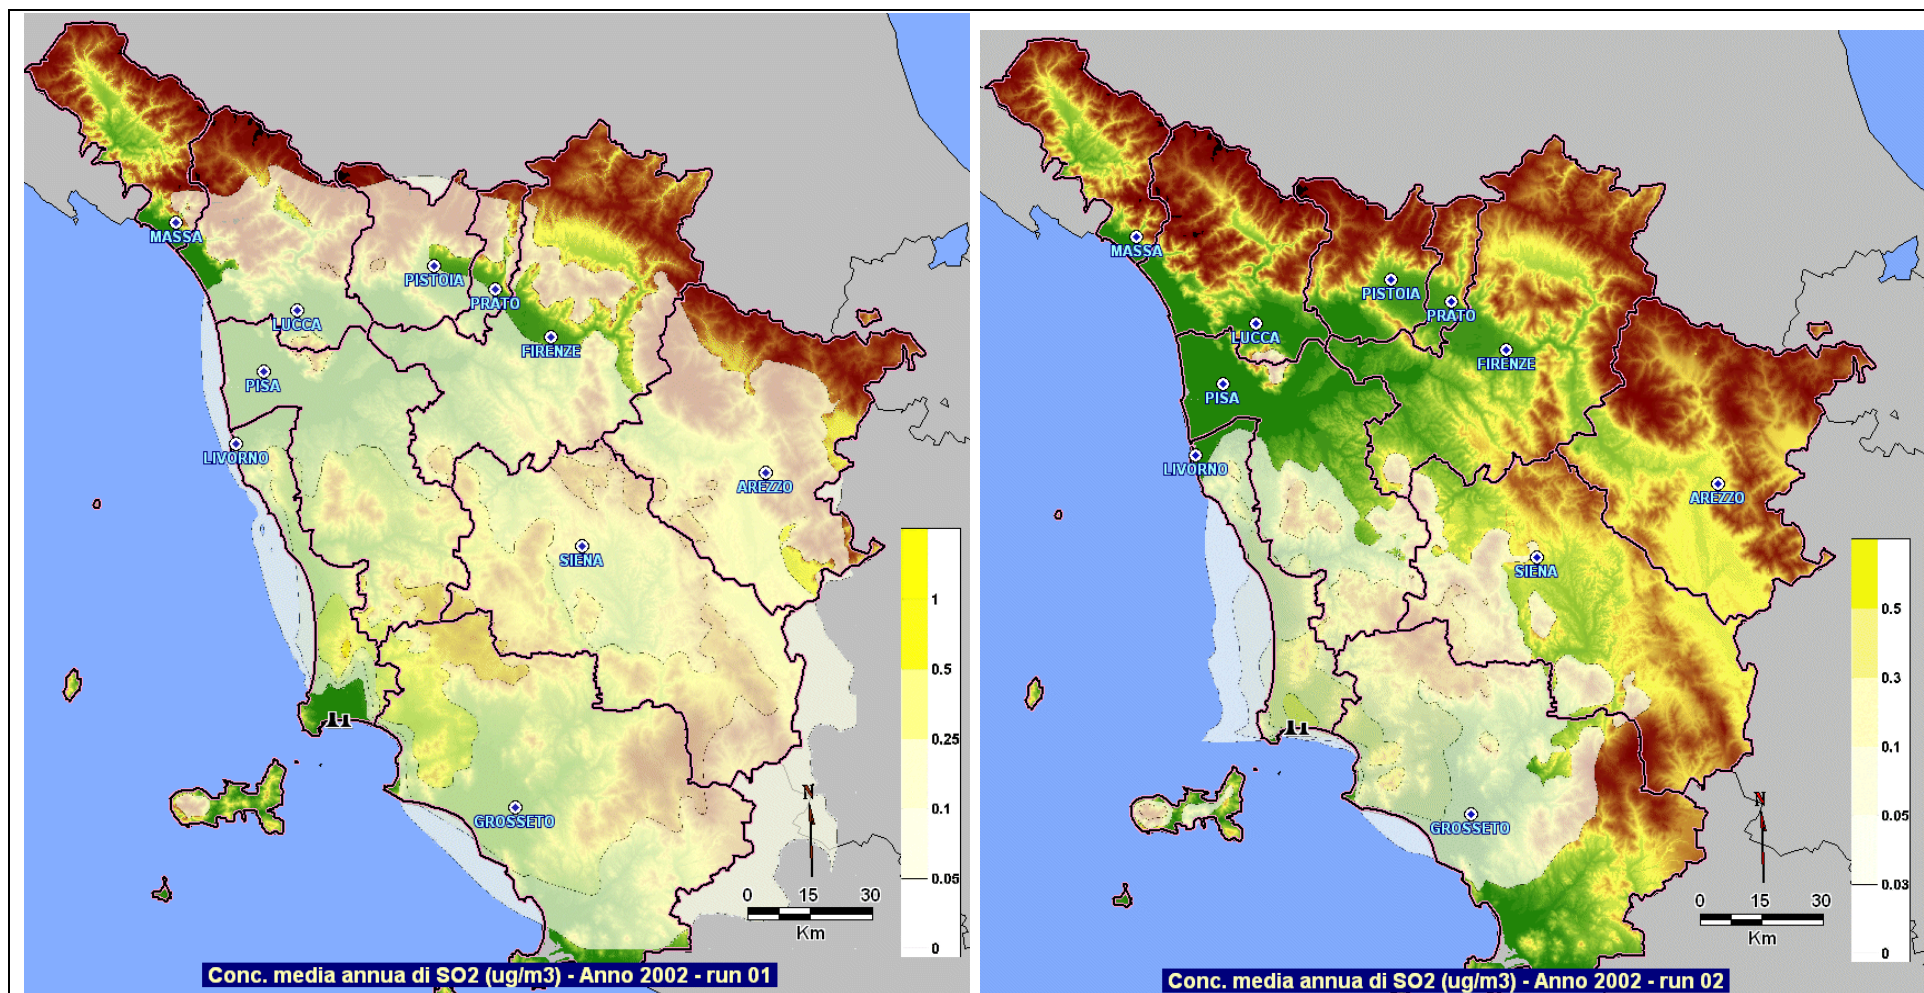 MASSA
PISTOIA
PRATO
LUCCA
FIRENZE
PISA
LIVORNO
AREZZO
SIENA
GROSSETO
1
0.5
0.25
0.1
0.05
0
N
0 15 30
Km
Conc. media annua di SO2 (ug/m3) - Anno 2002 - run 01
MASSA
PISTOIA
PRATO
LUCCA
FIRENZE
PISA
LIVORNO
AREZZO
SIENA
GROSSETO
0.5
0.3
0.1
0.05
0.03
0
N
0 15 30
Km
Conc. media annua di SO2 (ug/m3) - Anno 2002 - run 02